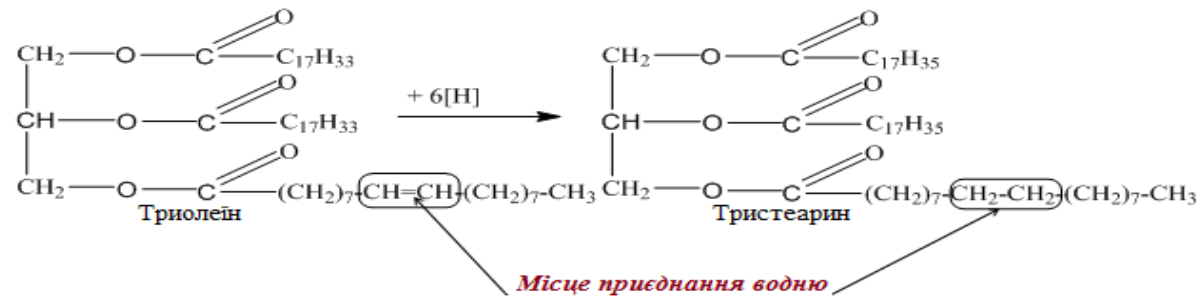 CH₂—O—C O C₁₇H₃₃ CH₂—O—C O C₁₇H₃₅
CH—O—C O C₁₇H₃₃ + 6[H] CH—O—C O C₁₇H₃₅
CH₂—O—C O (CH₂)₇-CH=CH-(CH₂)₇-CH₃ CH₂—O—C O (CH₂)₇-CH₂-CH₂-(CH₂)₇-CH₃
Триолеїн Тристеарин
Місце приєднання водню